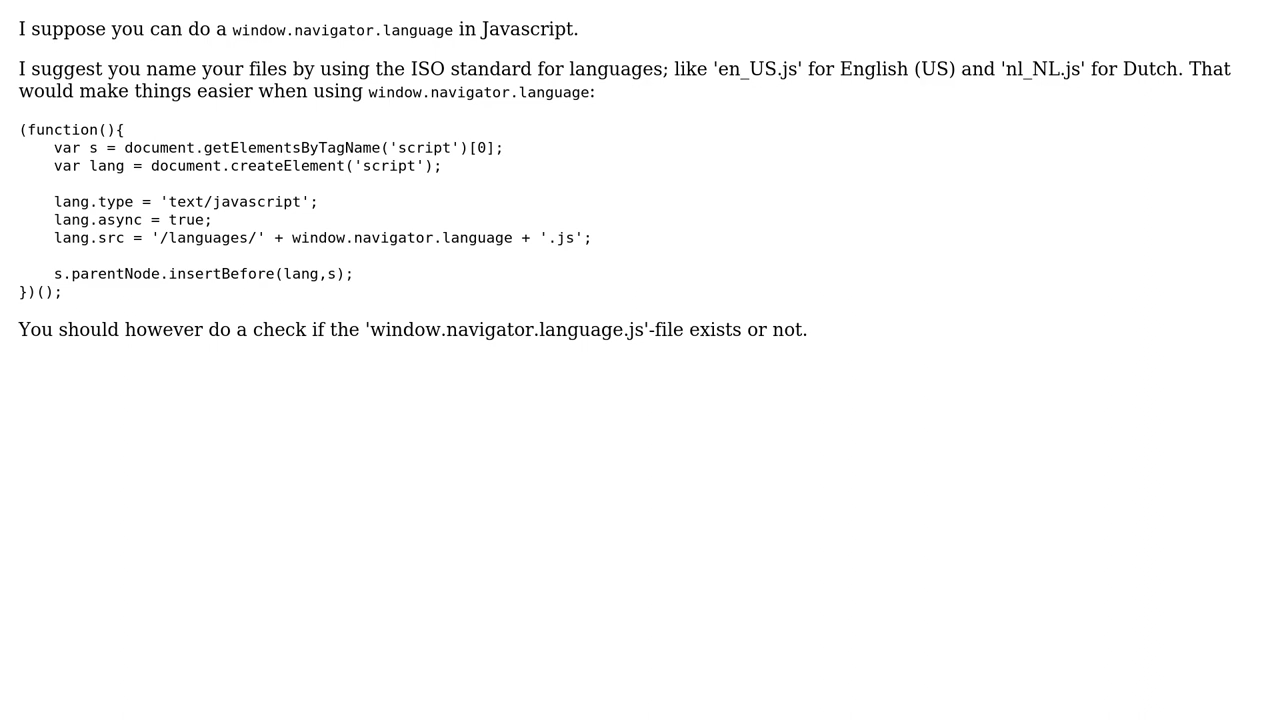 I suppose you can do a window.navigator.language in Javascript.
I suggest you name your files by using the ISO standard for languages; like 'en_US.js' for English (US) and 'nl_NL.js' for Dutch. That
would make things easier when using window.navigator.language:
(function(){
    var s = document.getElementsByTagName('script')[0];
    var lang = document.createElement('script');

    lang.type = 'text/javascript';
    lang.async = true;
    lang.src = '/languages/' + window.navigator.language + '.js';

    s.parentNode.insertBefore(lang,s);
})();
You should however do a check if the 'window.navigator.language.js'-file exists or not.